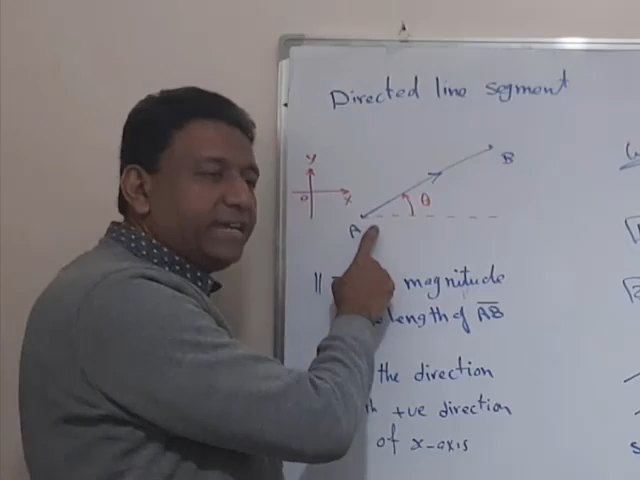 Directed line segment
y
B
o
x
θ
A
||
magnitude
length of AB
the direction
+ve direction
of x-axis